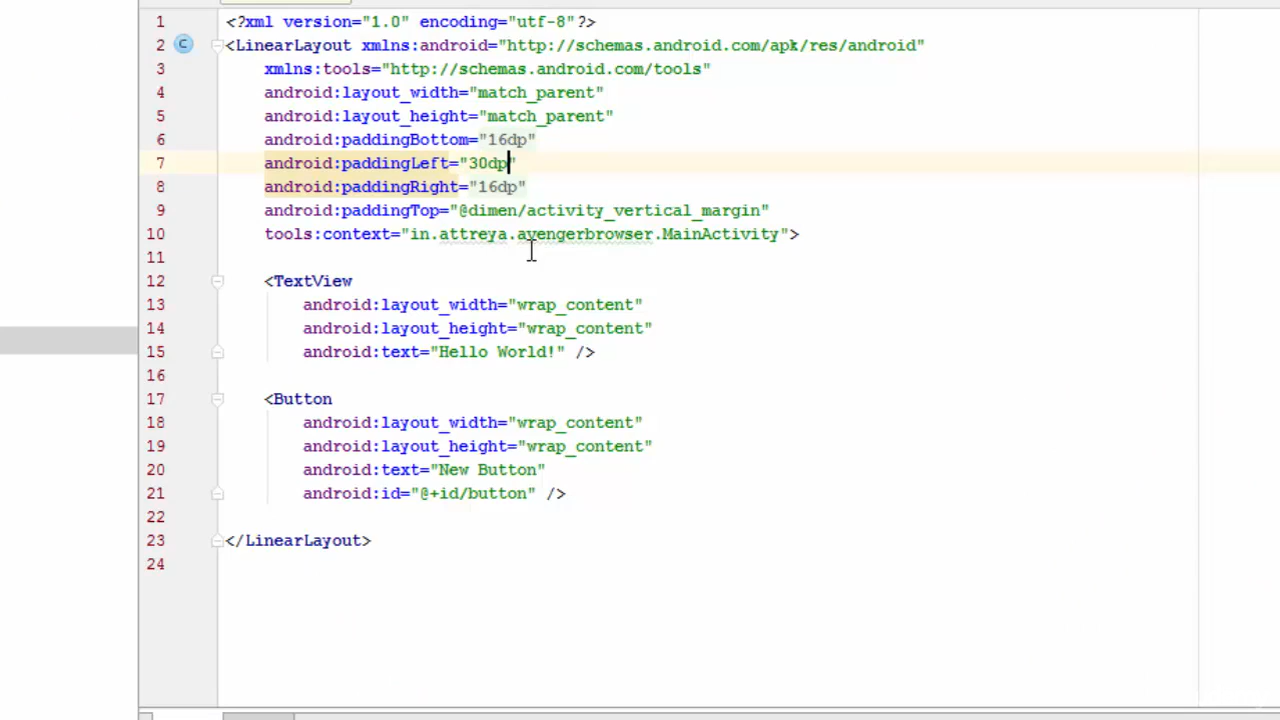 1 <?xml version="1.0" encoding="utf-8"?>
2 C <LinearLayout xmlns:android="http://schemas.android.com/apk/res/android"
3 xmlns:tools="http://schemas.android.com/tools"
4 android:layout_width="match_parent"
5 android:layout_height="match_parent"
6 android:paddingBottom="16dp"
7 android:paddingLeft="30dp"
8 android:paddingRight="16dp"
9 android:paddingTop="@dimen/activity_vertical_margin"
10 tools:context="in.attreya.avengerbrowser.MainActivity">
11
12 <TextView
13 android:layout_width="wrap_content"
14 android:layout_height="wrap_content"
15 android:text="Hello World!" />
16
17 <Button
18 android:layout_width="wrap_content"
19 android:layout_height="wrap_content"
20 android:text="New Button"
21 android:id="@+id/button" />
22
23 </LinearLayout>
24